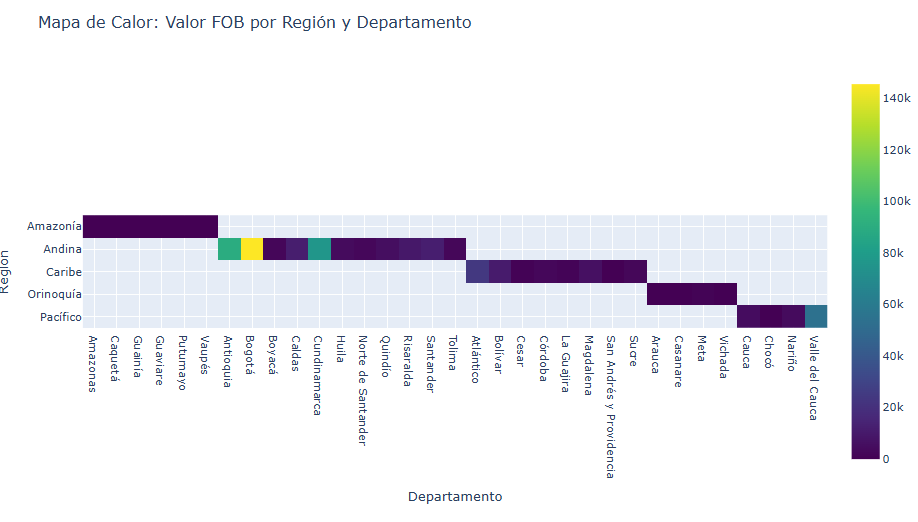 Mapa de Calor: Valor FOB por Región y Departamento
140k
120k
100k
80k
60k
40k
20k
0
Región
Amazonía
Andina
Caribe
Orinoquía
Pacífico
Amazonas
Caquetá
Guainía
Guaviare
Putumayo
Vaupés
Antioquia
Bogotá
Boyacá
Caldas
Cundinamarca
Huila
Norte de Santander
Quindio
Risaralda
Santander
Tolima
Atlántico
Bolívar
Cesar
Córdoba
La Guajira
Magdalena
San Andrés y Providencia
Sucre
Arauca
Casanare
Meta
Vichada
Cauca
Chocó
Nariño
Valle del Cauca
Departamento